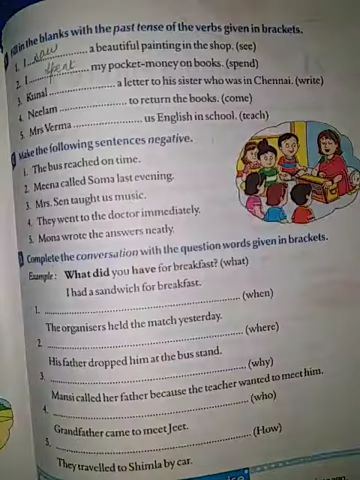 Fill in the blanks with the past tense of the verbs given in brackets.
1. I saw a beautiful painting in the shop. (see)
2. I speat my pocket-money on books. (spend)
3. Kunal .................. a letter to his sister who was in Chennai. (write)
4. Neelam .................. to return the books. (come)
5. Mrs Verma .................. us English in school. (teach)
Make the following sentences negative.
1. The bus reached on time.
2. Meena called Soma last evening.
3. Mrs. Sen taught us music.
4. They went to the doctor immediately.
5. Mona wrote the answers neatly.
Complete the conversation with the question words given in brackets.
Example: What did you have for breakfast? (what)
I had a sandwich for breakfast.
1. .................. (when)
The organisers held the match yesterday.
2. .................. (where)
His father dropped him at the bus stand.
3. .................. (why)
Mansi called her father because the teacher wanted to meet him.
4. .................. (who)
Grandfather came to meet Jeet.
5. .................. (How)
They travelled to Shimla by car.